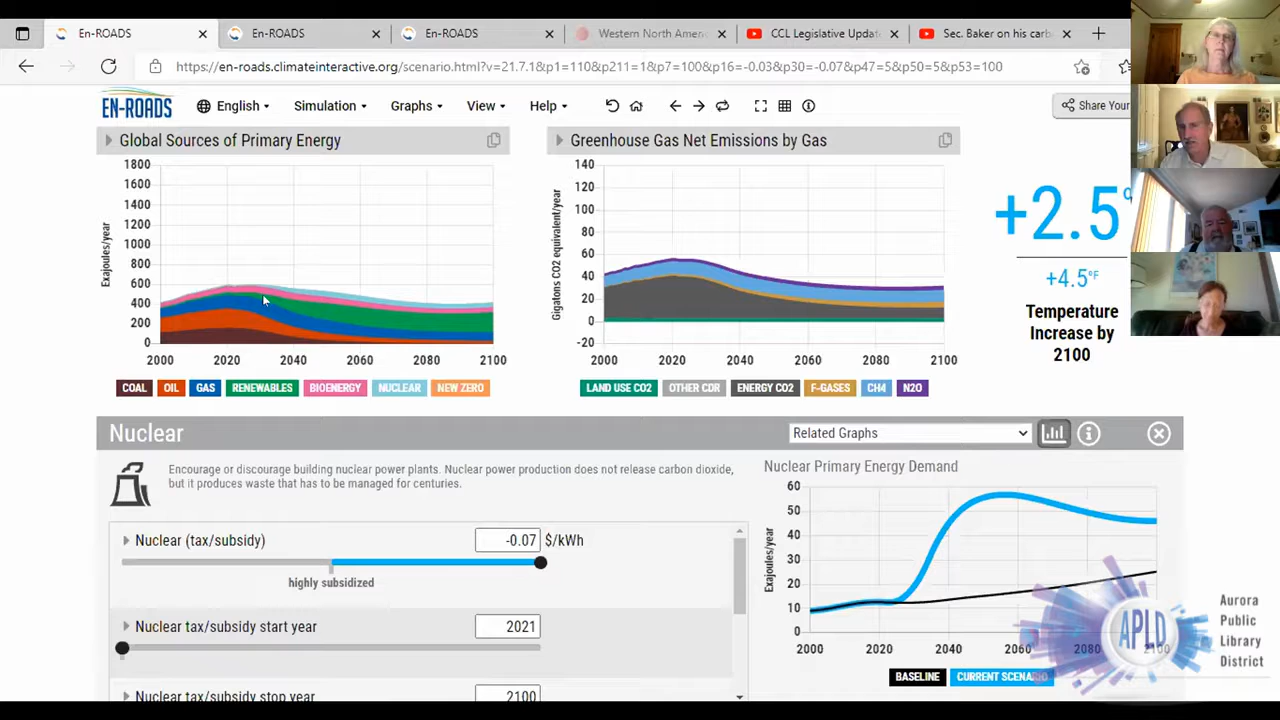 En-ROADS
En-ROADS
En-ROADS
Western North Amer
CCL Legislative Updat
Sec. Baker on his carb
https://en-roads.climateinteractive.org/scenario.html?v=21.7.1&p1=110&p211=1&p7=100&p16=-0.03&p30=-0.07&p47=5&p50=5&p53=100
EN-ROADS
English
Simulation
Graphs
View
Help
Share Your
Global Sources of Primary Energy
1800
1600
1400
1200
1000
800
600
400
200
0
Exajoules/year
2000 2020 2040 2060 2080 2100
COAL OIL GAS RENEWABLES BIOENERGY NUCLEAR NEW ZERO
Greenhouse Gas Net Emissions by Gas
140
120
100
80
60
40
20
0
-20
Gigatons CO2 equivalent/year
2000 2020 2040 2060 2080 2100
LAND USE CO2 OTHER CDR ENERGY CO2 F-GASES CH4 N2O
+2.5°
+4.5°F
Temperature
Increase by
2100
Nuclear
Related Graphs
Encourage or discourage building nuclear power plants. Nuclear power production does not release carbon dioxide,
but it produces waste that has to be managed for centuries.
Nuclear (tax/subsidy)
-0.07 $/kWh
highly subsidized
Nuclear tax/subsidy start year
2021
Nuclear tax/subsidy stop year
2100
Nuclear Primary Energy Demand
60
50
40
30
20
10
0
Exajoules/year
2000 2020 2040 2060 2080 2100
BASELINE CURRENT SCENARIO
APLD
Aurora
Public
Library
District